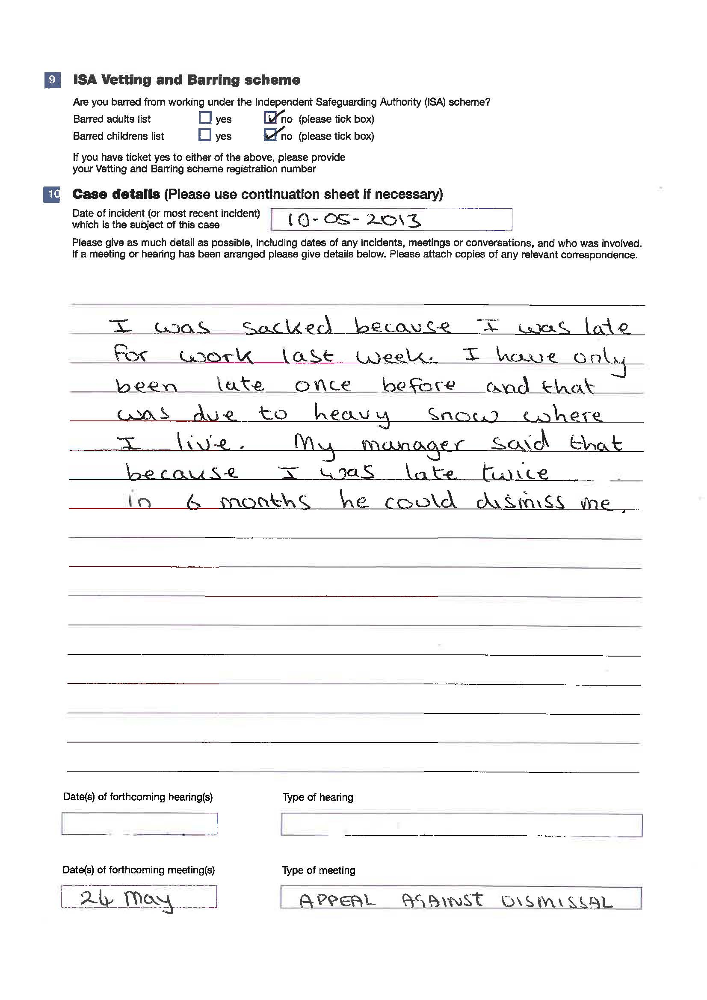 9 ISA Vetting and Barring scheme
Are you barred from working under the Independent Safeguarding Authority (ISA) scheme?
Barred adults list yes no (please tick box)
Barred childrens list yes no (please tick box)
If you have ticket yes to either of the above, please provide
your Vetting and Barring scheme registration number
10 Case details (Please use continuation sheet if necessary)
Date of incident (or most recent incident)
which is the subject of this case
10-05-2013
Please give as much detail as possible, including dates of any incidents, meetings or conversations, and who was involved.
If a meeting or hearing has been arranged please give details below. Please attach copies of any relevant correspondence.
I was sacked because I was late
for work last week. I have only
been late once before and that
was due to heavy snow where
I live. My manager said that
because I was late twice
in 6 months he could dismiss me.
Date(s) of forthcoming hearing(s) Type of hearing
Date(s) of forthcoming meeting(s) Type of meeting
24 May APPEAL AGAINST DISMISSAL